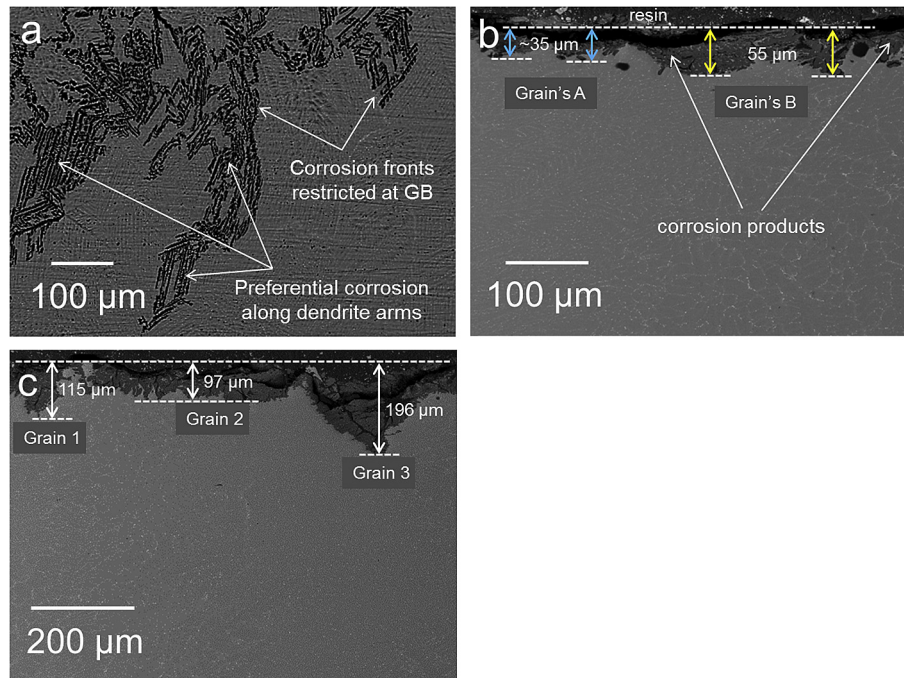 a
Corrosion fronts
restricted at GB
Preferential corrosion
along dendrite arms
100 µm
b
resin
~35 µm
55 µm
Grain's A
Grain's B
corrosion products
100 µm
c
115 µm
97 µm
196 µm
Grain 1
Grain 2
Grain 3
200 µm